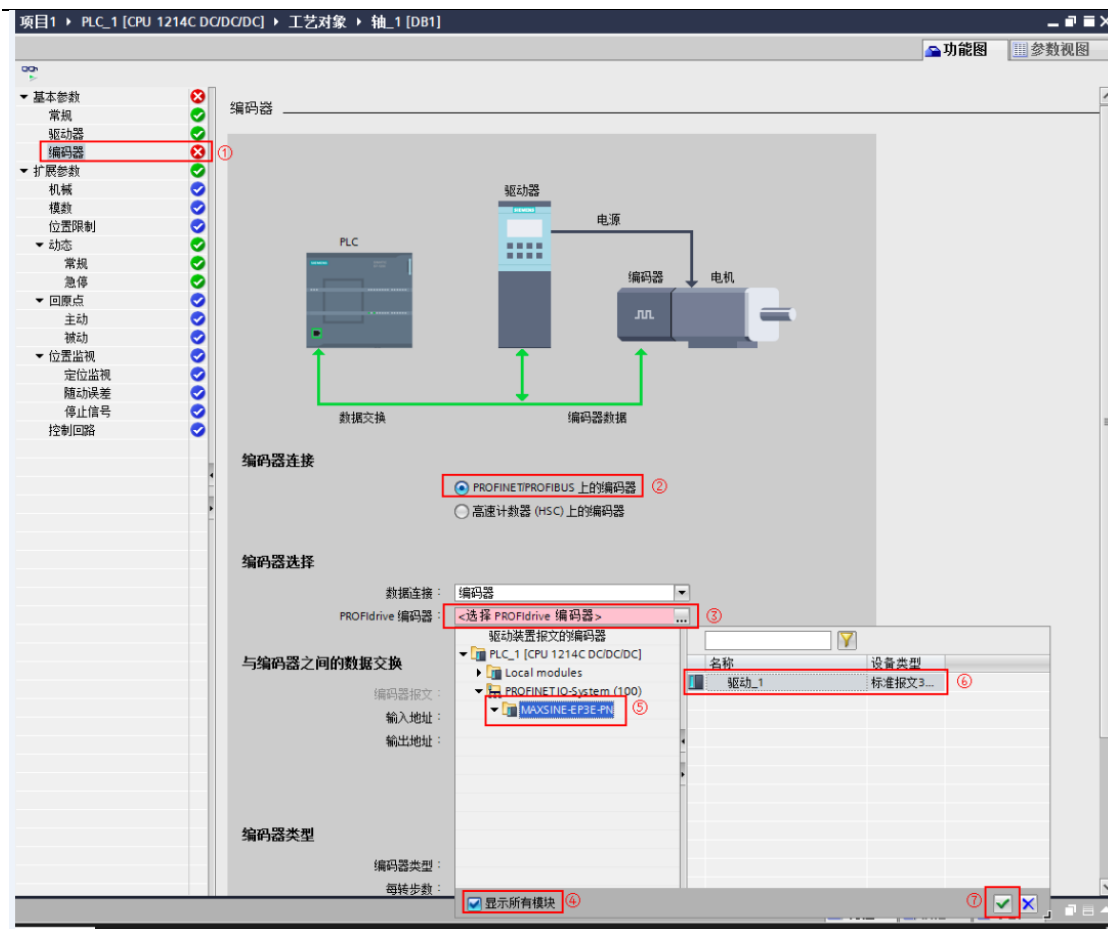 项目1 ▸ PLC_1 [CPU 1214C DC/DC/DC] ▸ 工艺对象 ▸ 轴_1 [DB1]
功能图 参数视图
基本参数
常规
驱动器
编码器 ①
扩展参数
机械
模数
位置限制
动态
常规
急停
回原点
主动
被动
位置监视
定位监视
随动误差
停止信号
控制回路
编码器
驱动器
电源
PLC
编码器 电机
数据交换 编码器数据
编码器连接
PROFINET/PROFIBUS 上的编码器 ②
高速计数器 (HSC) 上的编码器
编码器选择
数据连接: 编码器
PROFIdrive 编码器: <选择 PROFIdrive 编码器> ... ③
驱动装置报文的编码器
PLC_1 [CPU 1214C DC/DC/DC]
Local modules
PROFINET IO-System (100)
MAXSINE-EP3E-PN ⑤
名称 设备类型
驱动_1 标准报文3... ⑥
与编码器之间的数据交换
编码器报文:
输入地址:
输出地址:
编码器类型
编码器类型:
每转步数:
显示所有模块 ④
⑦